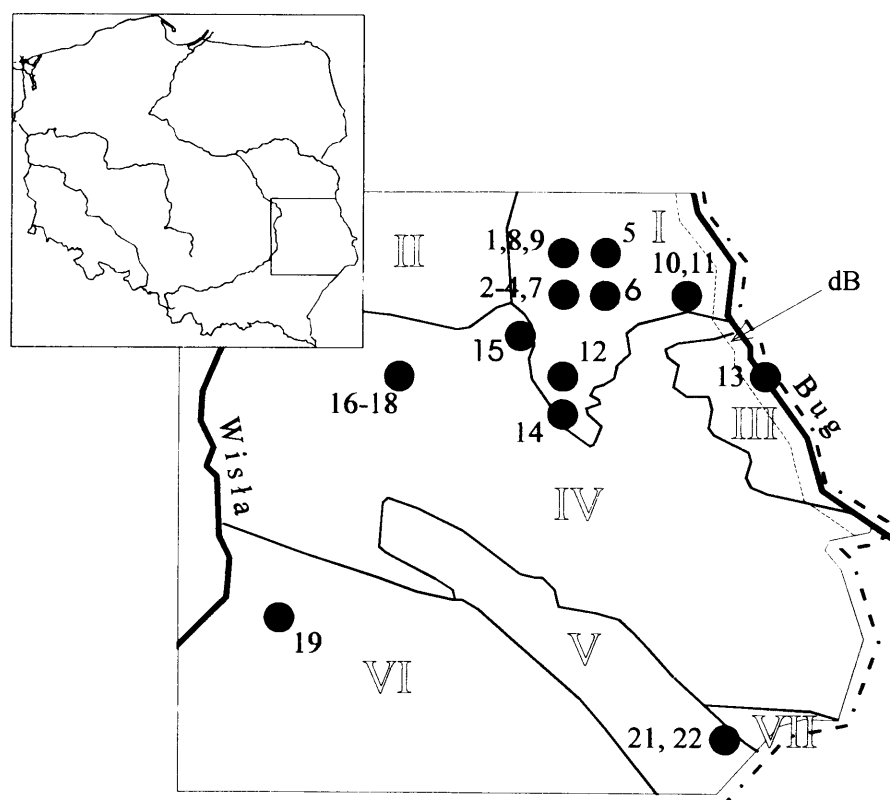 I
II
1,8,9
5
10,11
2-4,7
6
dB
15
12
13
16-18
14
III
Bug
Wisła
IV
19
V
VI
21, 22
VII